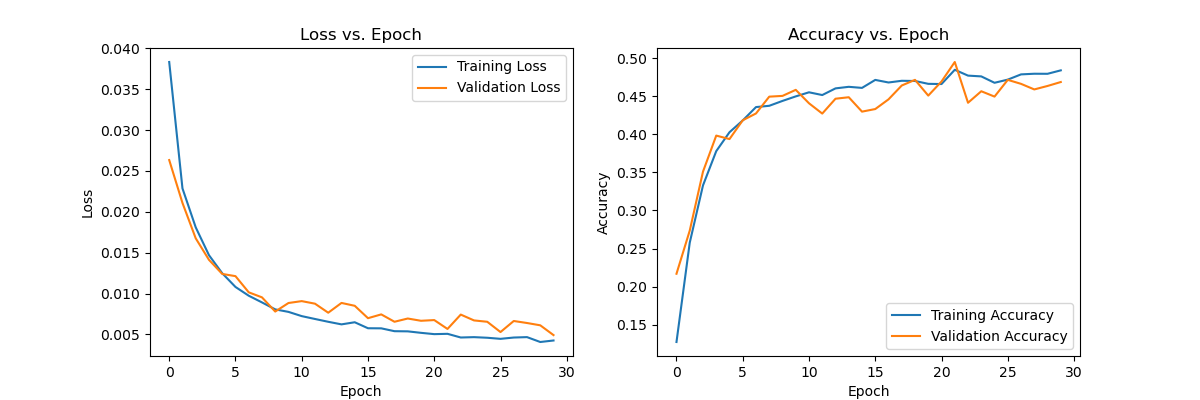 Loss vs. Epoch
Training Loss
Validation Loss
0.040
0.035
0.030
0.025
0.020
0.015
0.010
0.005
Loss
0 5 10 15 20 25 30
Epoch
Accuracy vs. Epoch
0.50
0.45
0.40
0.35
0.30
0.25
0.20
0.15
Accuracy
Training Accuracy
Validation Accuracy
0 5 10 15 20 25 30
Epoch